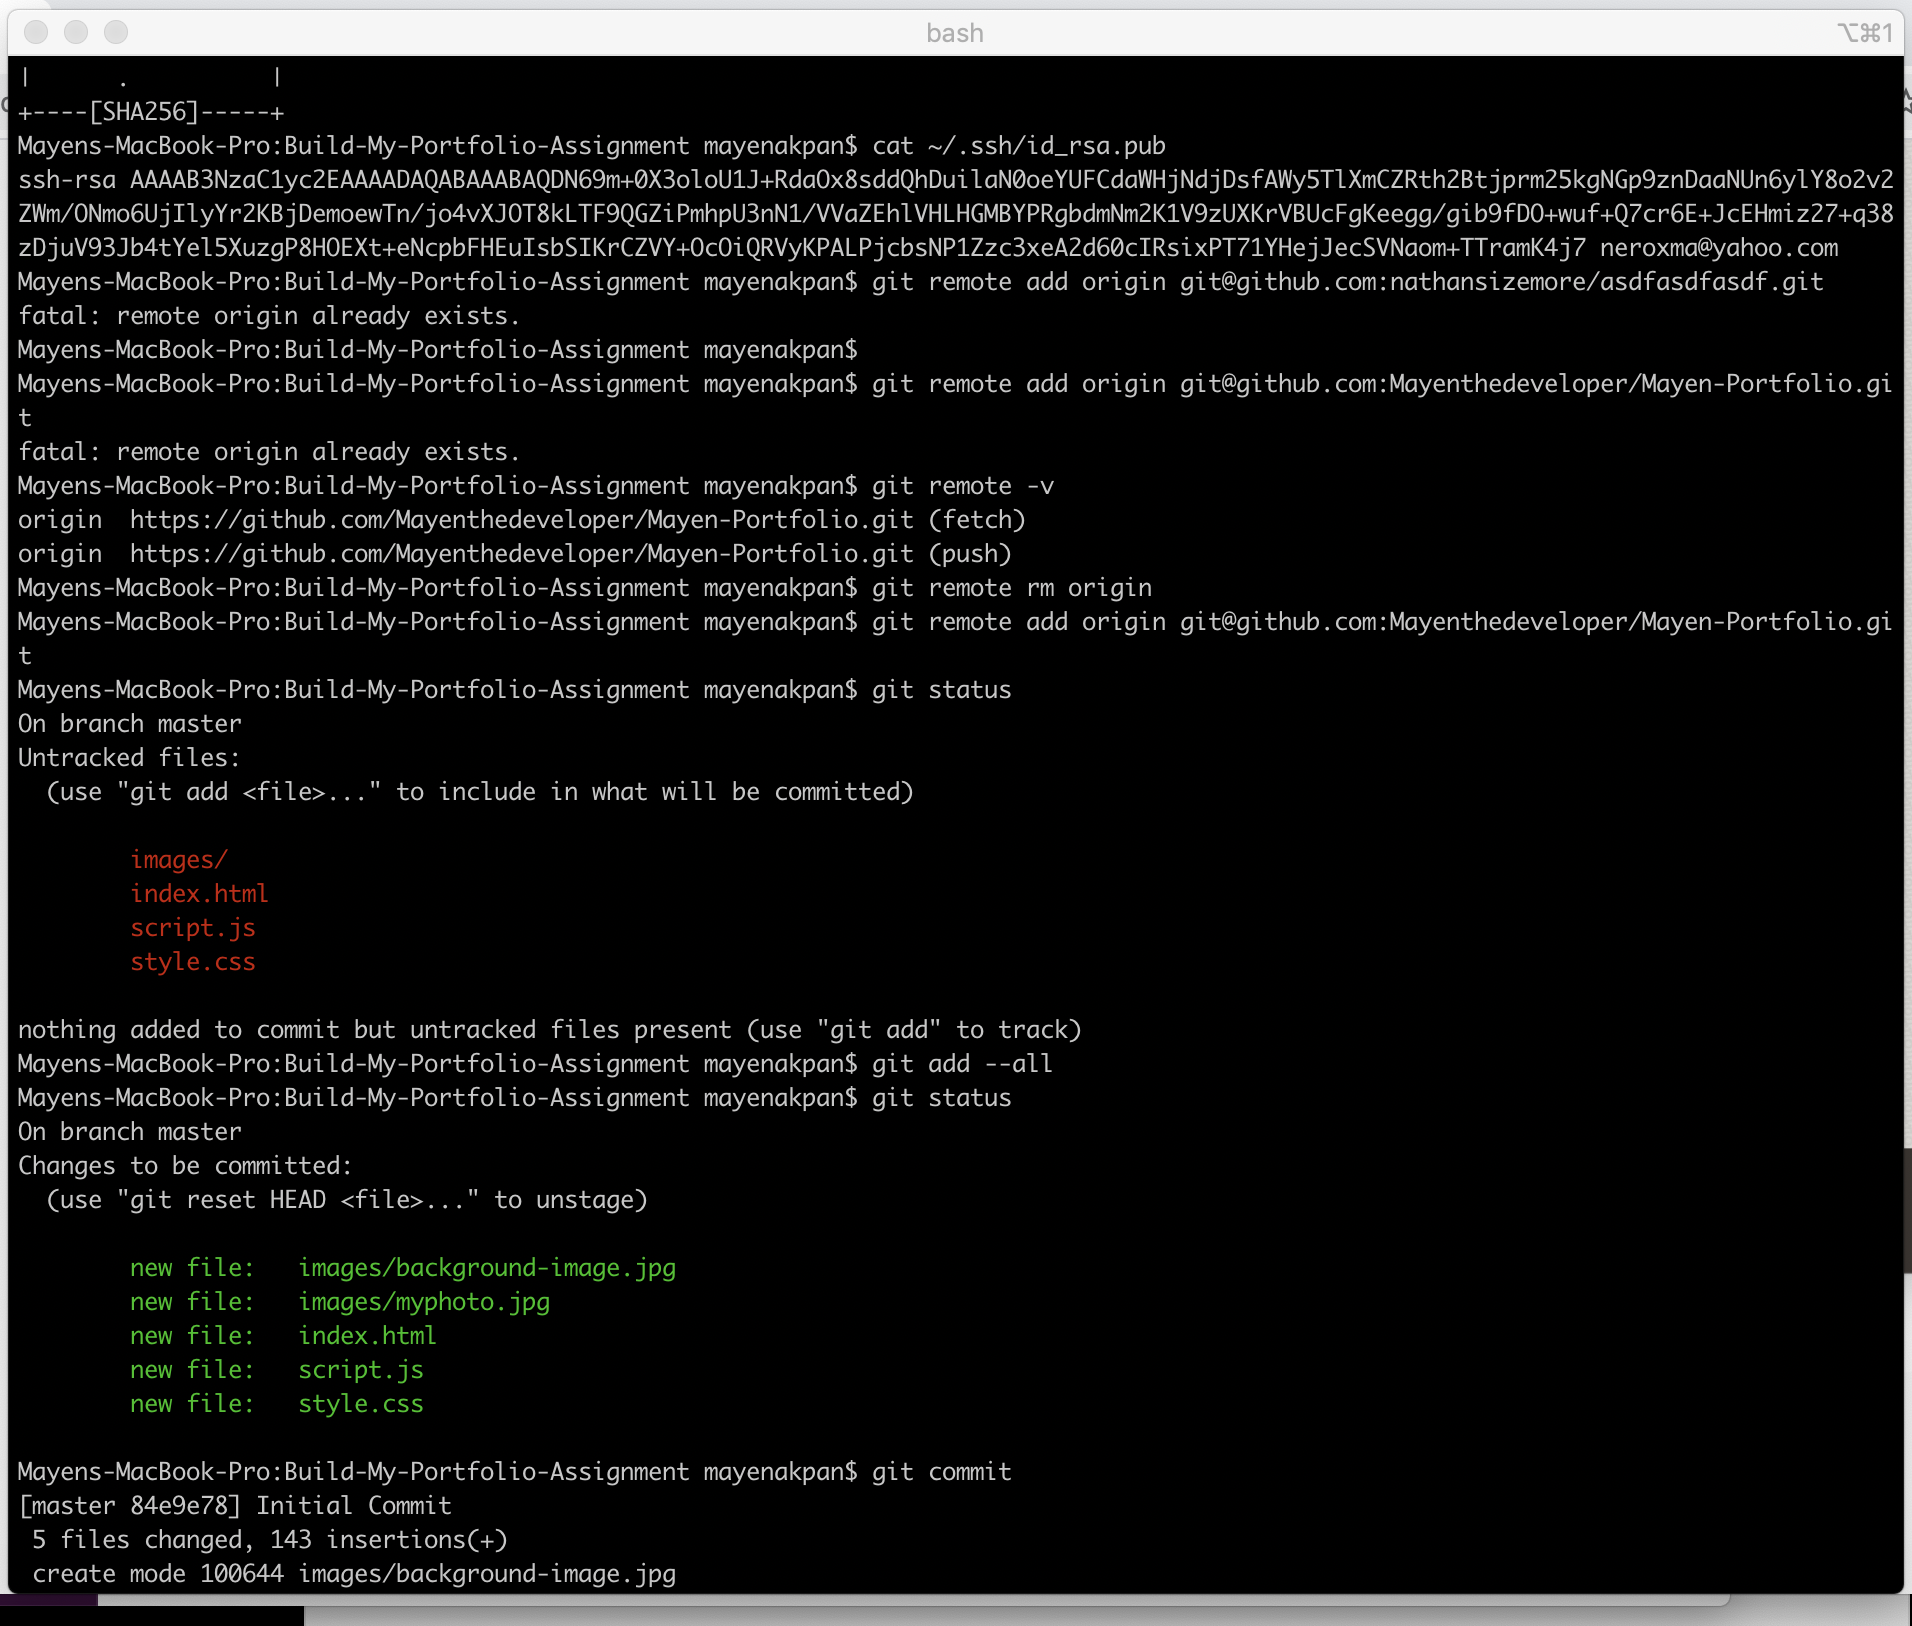 bash
⌥⌘1
|      .          |
+----[SHA256]-----+
Mayens-MacBook-Pro:Build-My-Portfolio-Assignment mayenakpan$ cat ~/.ssh/id_rsa.pub
ssh-rsa AAAAB3NzaC1yc2EAAAADAQABAAABAQDN69m+0X3oloU1J+RdaOx8sddQhDuilaN0oeYUFCdaWHjNdjDsfAWy5TlXmCZRth2Btjprm25kgNGp9znDaaNUn6ylY8o2v2
ZWm/ONmo6UjIlyYr2KBjDemoewTn/jo4vXJOT8kLTF9QGZiPmhpU3nN1/VVaZEhlVHLHGMBYPRgbdmNm2K1V9zUXKrVBUcFgKeegg/gib9fDO+wuf+Q7cr6E+JcEHmiz27+q38
zDjuV93Jb4tYel5XuzgP8HOEXt+eNcpbFHEuIsbSIKrCZVY+OcOiQRVyKPALPjcbsNP1Zzc3xeA2d60cIRsixPT71YHejJecSVNaom+TTramK4j7 neroxma@yahoo.com
Mayens-MacBook-Pro:Build-My-Portfolio-Assignment mayenakpan$ git remote add origin git@github.com:nathansizemore/asdfasdfasdf.git
fatal: remote origin already exists.
Mayens-MacBook-Pro:Build-My-Portfolio-Assignment mayenakpan$
Mayens-MacBook-Pro:Build-My-Portfolio-Assignment mayenakpan$ git remote add origin git@github.com:Mayenthedeveloper/Mayen-Portfolio.gi
t
fatal: remote origin already exists.
Mayens-MacBook-Pro:Build-My-Portfolio-Assignment mayenakpan$ git remote -v
origin  https://github.com/Mayenthedeveloper/Mayen-Portfolio.git (fetch)
origin  https://github.com/Mayenthedeveloper/Mayen-Portfolio.git (push)
Mayens-MacBook-Pro:Build-My-Portfolio-Assignment mayenakpan$ git remote rm origin
Mayens-MacBook-Pro:Build-My-Portfolio-Assignment mayenakpan$ git remote add origin git@github.com:Mayenthedeveloper/Mayen-Portfolio.gi
t
Mayens-MacBook-Pro:Build-My-Portfolio-Assignment mayenakpan$ git status
On branch master
Untracked files:
  (use "git add <file>..." to include in what will be committed)
        images/
        index.html
        script.js
        style.css
nothing added to commit but untracked files present (use "git add" to track)
Mayens-MacBook-Pro:Build-My-Portfolio-Assignment mayenakpan$ git add --all
Mayens-MacBook-Pro:Build-My-Portfolio-Assignment mayenakpan$ git status
On branch master
Changes to be committed:
  (use "git reset HEAD <file>..." to unstage)
        new file:   images/background-image.jpg
        new file:   images/myphoto.jpg
        new file:   index.html
        new file:   script.js
        new file:   style.css
Mayens-MacBook-Pro:Build-My-Portfolio-Assignment mayenakpan$ git commit
[master 84e9e78] Initial Commit
 5 files changed, 143 insertions(+)
 create mode 100644 images/background-image.jpg